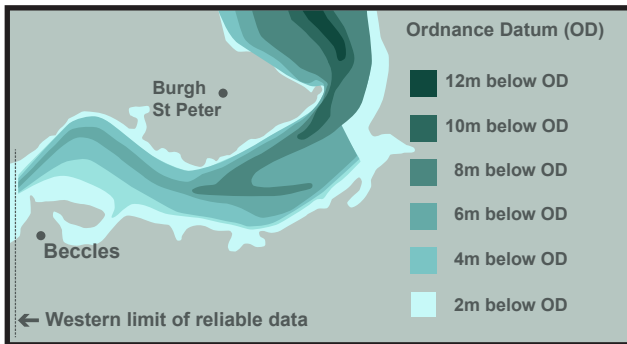 Ordnance Datum (OD)
12m below OD
10m below OD
8m below OD
6m below OD
4m below OD
2m below OD
Burgh
St Peter
Beccles
← Western limit of reliable data